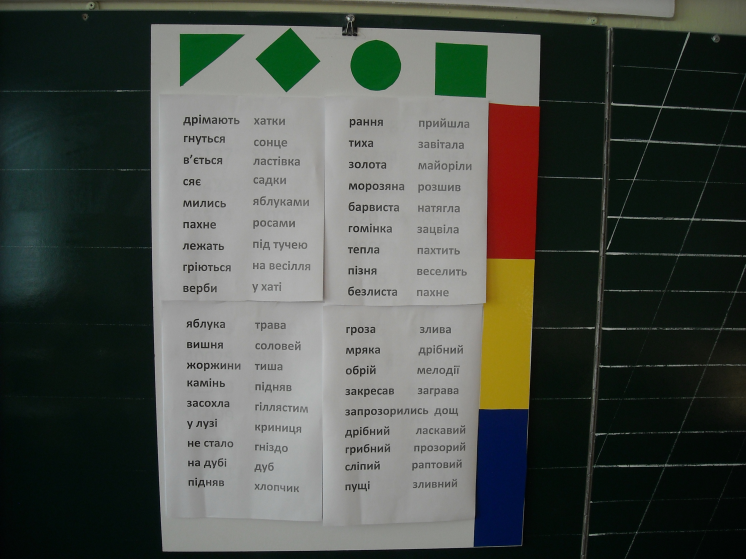 дрімають хатки
гнуться сонце
в'ється ластівка
сяє садки
мились яблуками
пахне росами
лежать під тучею
гріються на весілля
верби у хаті
рання прийшла
тиха завітала
золота майоріли
морозяна розшив
барвиста натягла
гомінка зацвіла
тепла пахтить
пізня веселить
безлиста пахне
яблука трава
вишня соловей
жоржини тиша
камінь підняв
засохла гіллястим
у лузі криниця
не стало гніздо
на дубі дуб
підняв хлопчик
гроза злива
мряка дрібний
обрій мелодії
закресав заграва
запрозорились дощ
дрібний ласкавий
грибний прозорий
сліпий раптовий
пущі зливний